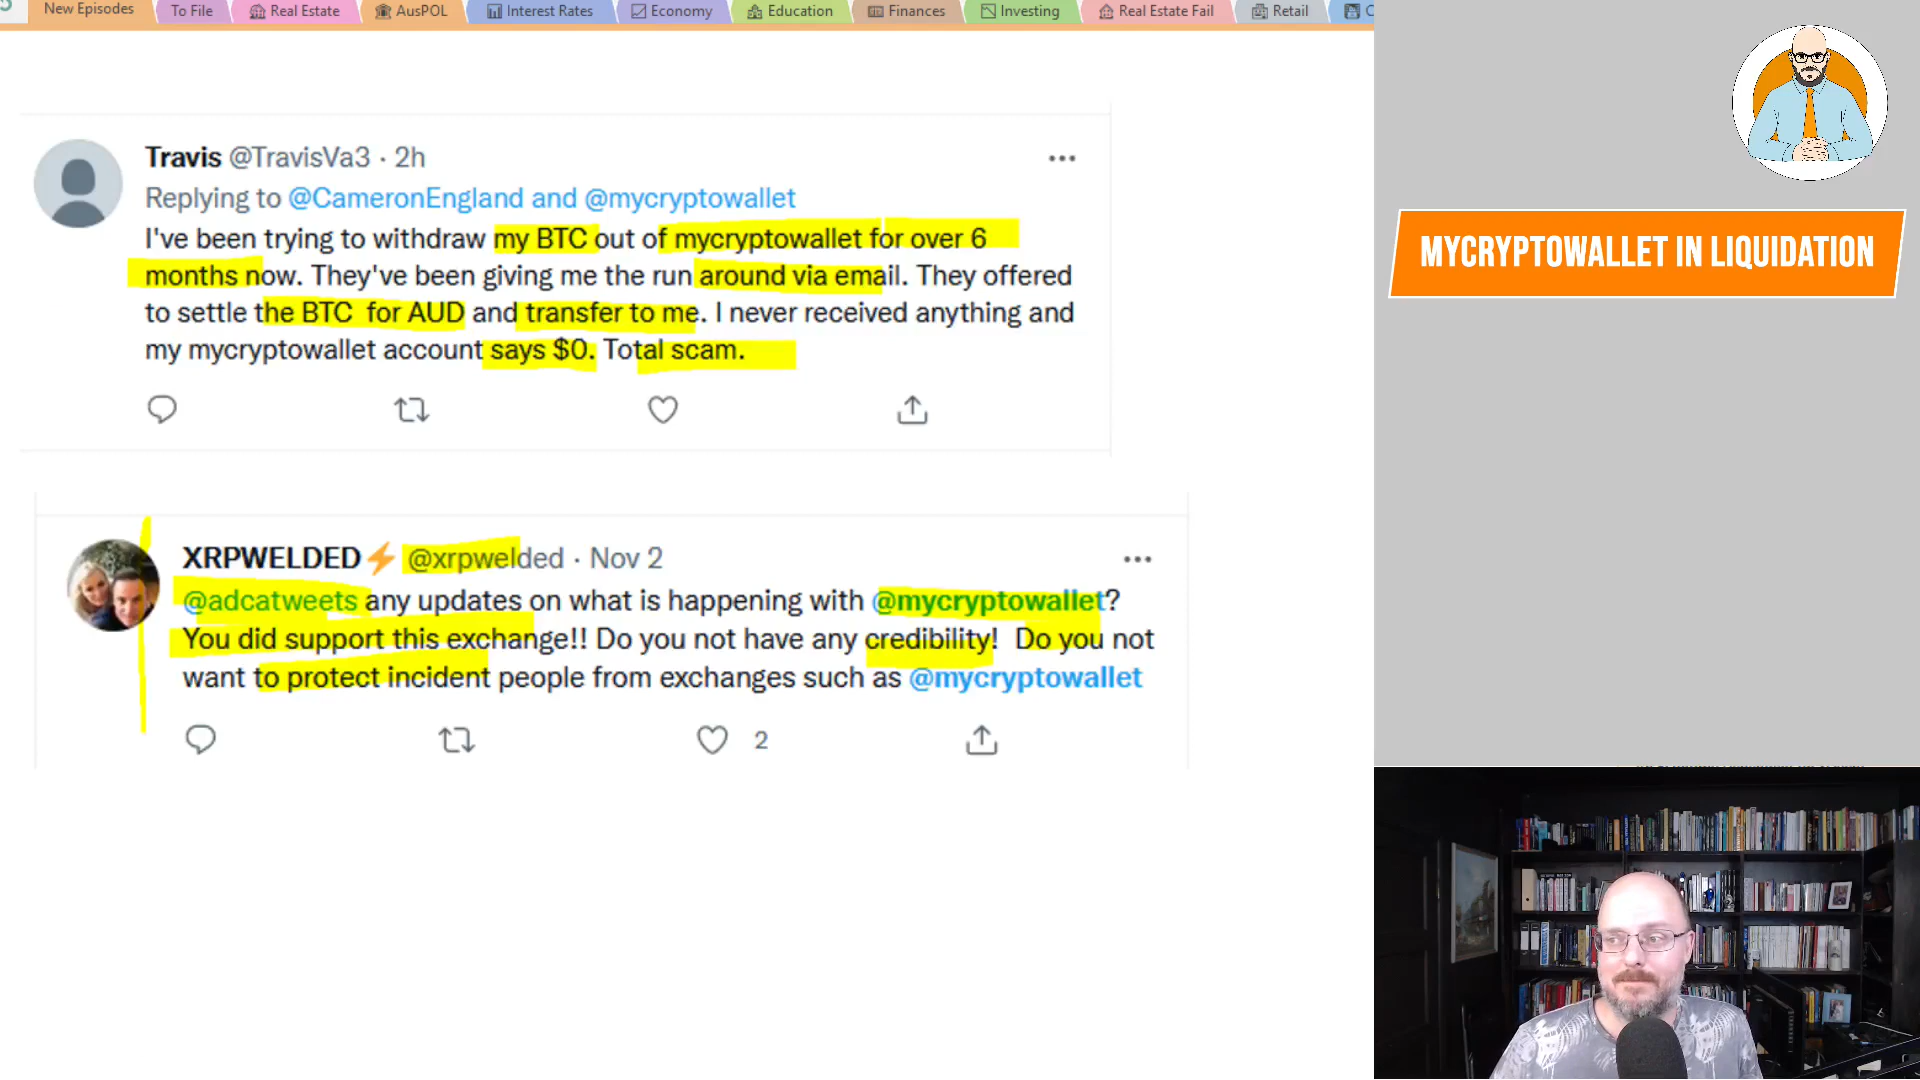 New Episodes
To File
Real Estate
AusPOL
Interest Rates
Economy
Education
Finances
Investing
Real Estate Fail
Retail
Travis @TravisVa3 · 2h
Replying to @CameronEngland and @mycryptowallet
I've been trying to withdraw my BTC out of mycryptowallet for over 6
months now. They've been giving me the run around via email. They offered
to settle the BTC for AUD and transfer to me. I never received anything and
my mycryptowallet account says $0. Total scam.
XRPWELDED⚡ @xrpwelded · Nov 2
@adcatweets any updates on what is happening with @mycryptowallet?
You did support this exchange!! Do you not have any credibility! Do you not
want to protect incident people from exchanges such as @mycryptowallet
2
MYCRYPTOWALLET IN LIQUIDATION